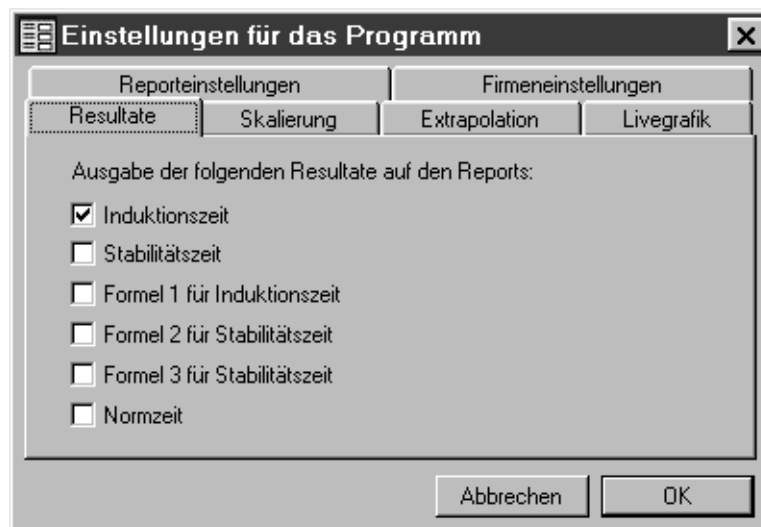 Einstellungen für das Programm
Reporteinstellungen Firmeneinstellungen
Resultate Skalierung Extrapolation Livegrafik
Ausgabe der folgenden Resultate auf den Reports:
Induktionszeit
Stabilitätszeit
Formel 1 für Induktionszeit
Formel 2 für Stabilitätszeit
Formel 3 für Stabilitätszeit
Normzeit
Abbrechen OK